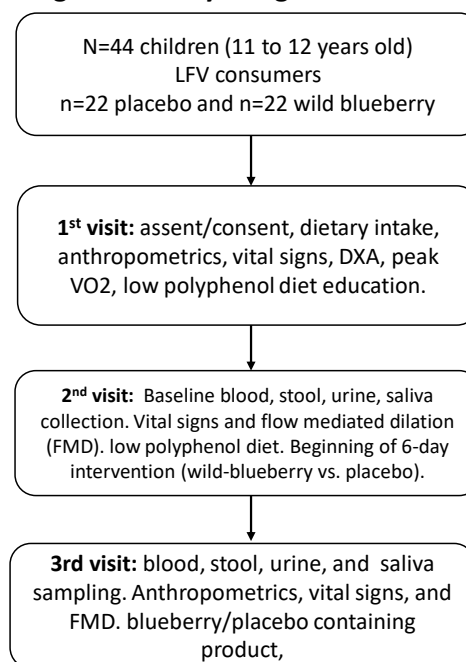 N=44 children (11 to 12 years old)
LFV consumers
n=22 placebo and n=22 wild blueberry
1st visit: assent/consent, dietary intake,
anthropometrics, vital signs, DXA, peak
VO2, low polyphenol diet education.
2nd visit: Baseline blood, stool, urine, saliva
collection. Vital signs and flow mediated dilation
(FMD). low polyphenol diet. Beginning of 6-day
intervention (wild-blueberry vs. placebo).
3rd visit: blood, stool, urine, and saliva
sampling. Anthropometrics, vital signs, and
FMD. blueberry/placebo containing
product,